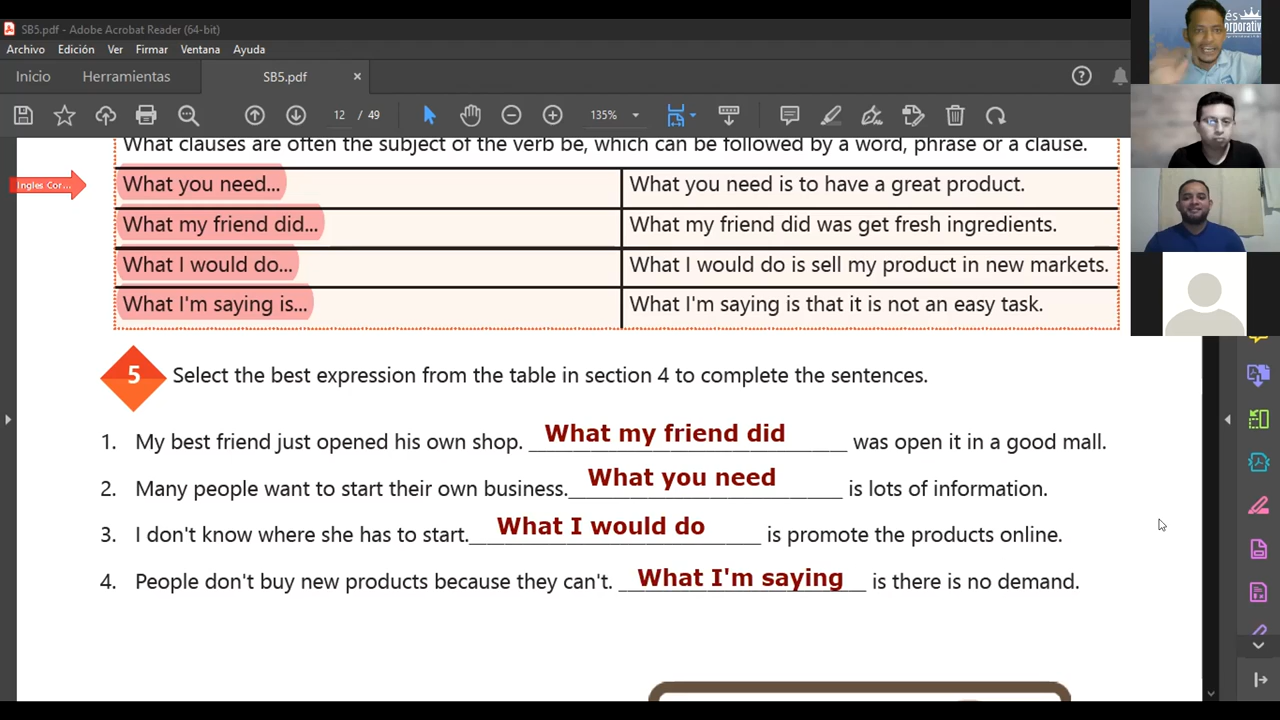 SB5.pdf - Adobe Acrobat Reader (64-bit)
Archivo Edición Ver Firmar Ventana Ayuda
Inicio Herramientas SB5.pdf ×
12 / 49 135%
What clauses are often the subject of the verb be, which can be followed by a word, phrase or a clause.
Ingles Cor...
What you need... What you need is to have a great product.
What my friend did... What my friend did was get fresh ingredients.
What I would do... What I would do is sell my product in new markets.
What I'm saying is... What I'm saying is that it is not an easy task.
5 Select the best expression from the table in section 4 to complete the sentences.
1. My best friend just opened his own shop. What my friend did was open it in a good mall.
2. Many people want to start their own business. What you need is lots of information.
3. I don't know where she has to start. What I would do is promote the products online.
4. People don't buy new products because they can't. What I'm saying is there is no demand.